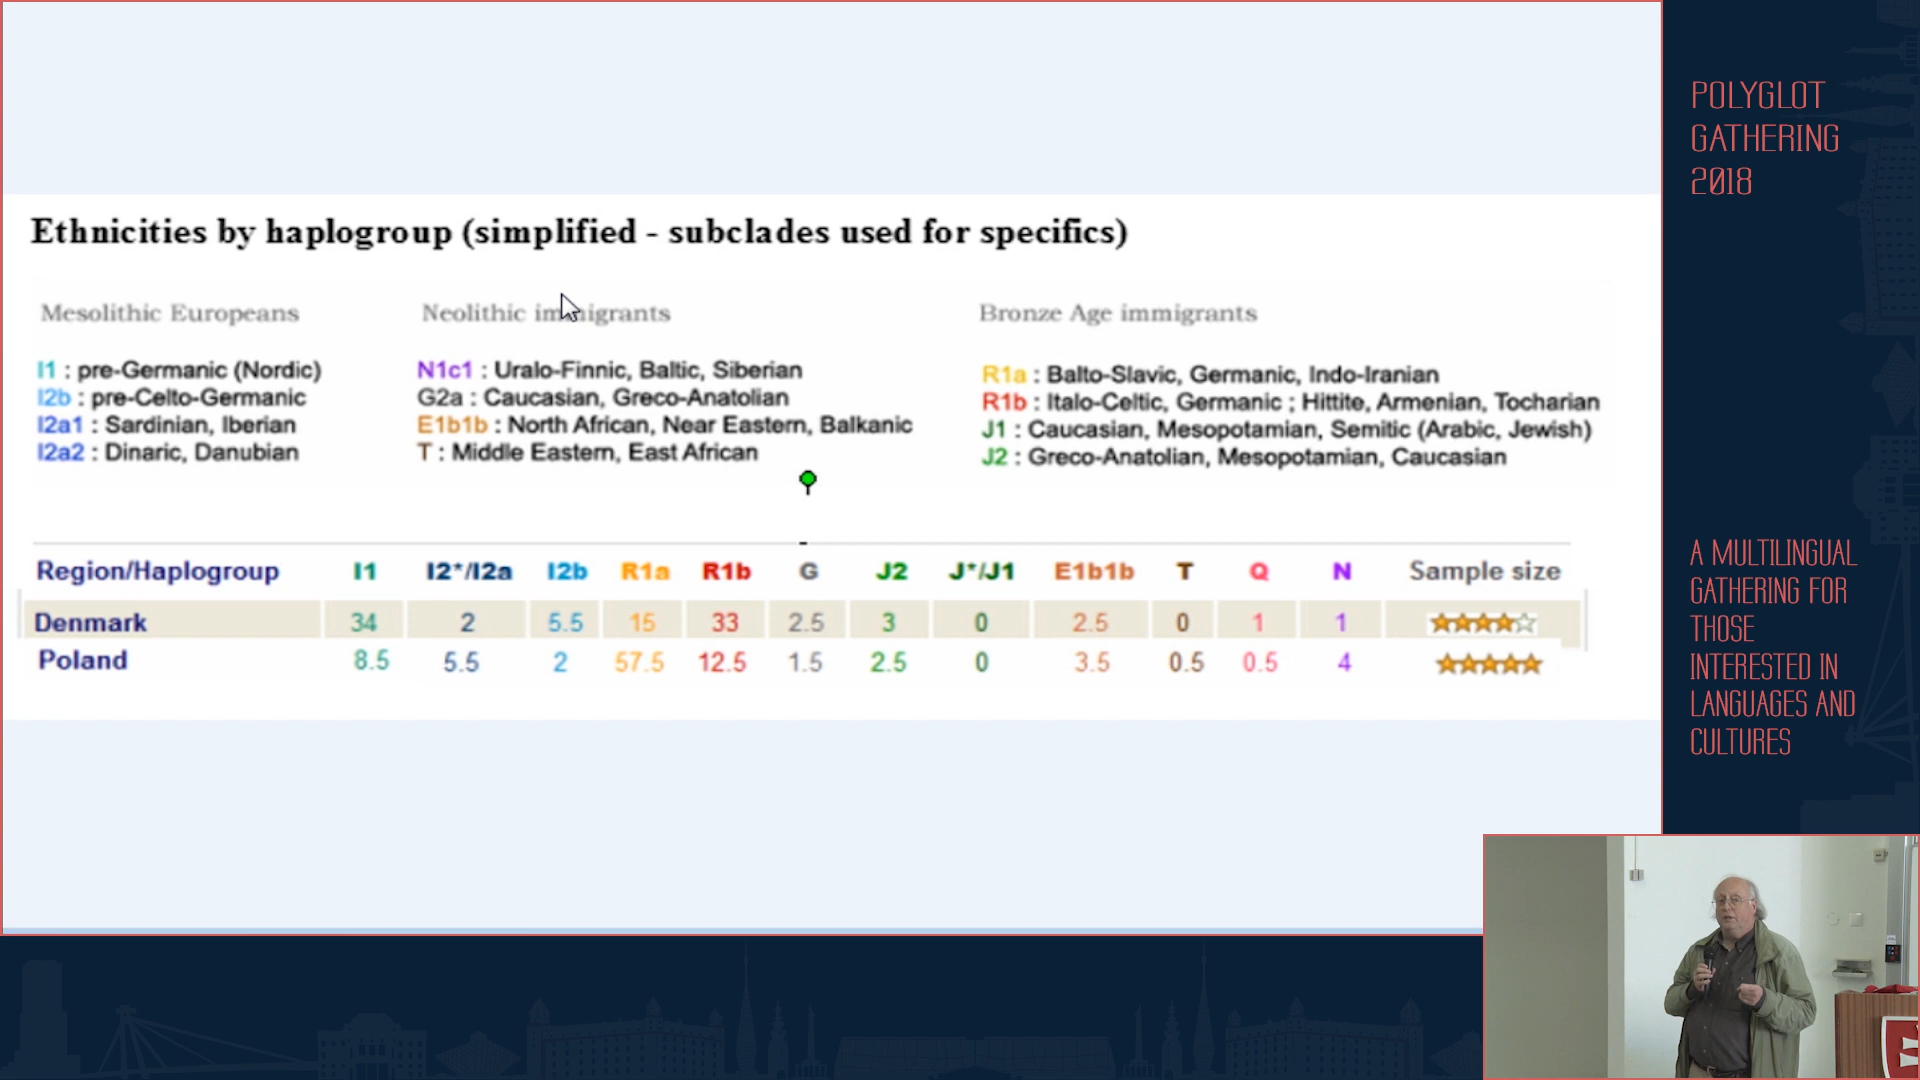 Ethnicities by haplogroup (simplified - subclades used for specifics)
Mesolithic Europeans
I1 : pre-Germanic (Nordic)
I2b : pre-Celto-Germanic
I2a1 : Sardinian, Iberian
I2a2 : Dinaric, Danubian
Neolithic immigrants
N1c1 : Uralo-Finnic, Baltic, Siberian
G2a : Caucasian, Greco-Anatolian
E1b1b : North African, Near Eastern, Balkanic
T : Middle Eastern, East African
Bronze Age immigrants
R1a : Balto-Slavic, Germanic, Indo-Iranian
R1b : Italo-Celtic, Germanic ; Hittite, Armenian, Tocharian
J1 : Caucasian, Mesopotamian, Semitic (Arabic, Jewish)
J2 : Greco-Anatolian, Mesopotamian, Caucasian
Region/Haplogroup I1 I2*/I2a I2b R1a R1b G J2 J*/J1 E1b1b T Q N Sample size
Denmark 34 2 5.5 15 33 2.5 3 0 2.5 0 1 1
Poland 8.5 5.5 2 57.5 12.5 1.5 2.5 0 3.5 0.5 0.5 4
POLYGLOT
GATHERING
2018
A MULTILINGUAL
GATHERING FOR
THOSE
INTERESTED IN
LANGUAGES AND
CULTURES